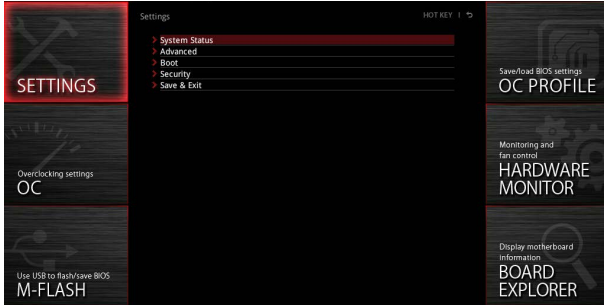 Settings
HOT KEY | ↩
System Status
Advanced
Boot
Security
Save & Exit
SETTINGS
Overclocking settings
OC
Use USB to flash/save BIOS
M-FLASH
Save/load BIOS settings
OC PROFILE
Monitoring and
fan control
HARDWARE
MONITOR
Display motherboard
information
BOARD
EXPLORER